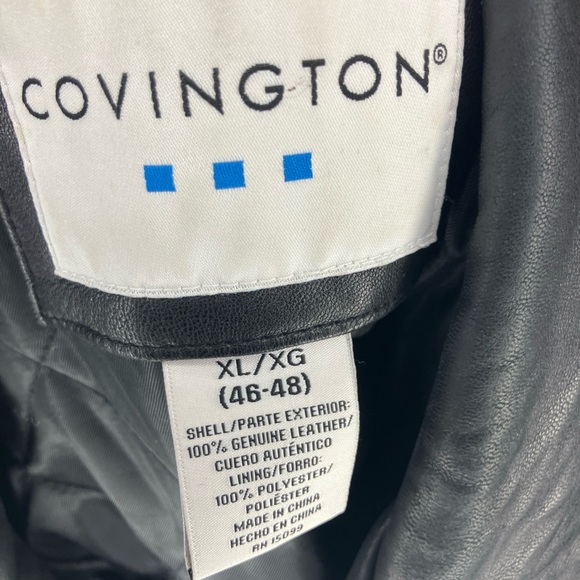 COVINGTON®
XL/XG
(46-48)
SHELL/PARTE EXTERIOR:
100% GENUINE LEATHER/
CUERO AUTÉNTICO
LINING/FORRO:
100% POLYESTER/
POLIÉSTER
MADE IN CHINA
HECHO EN CHINA
RN 15099